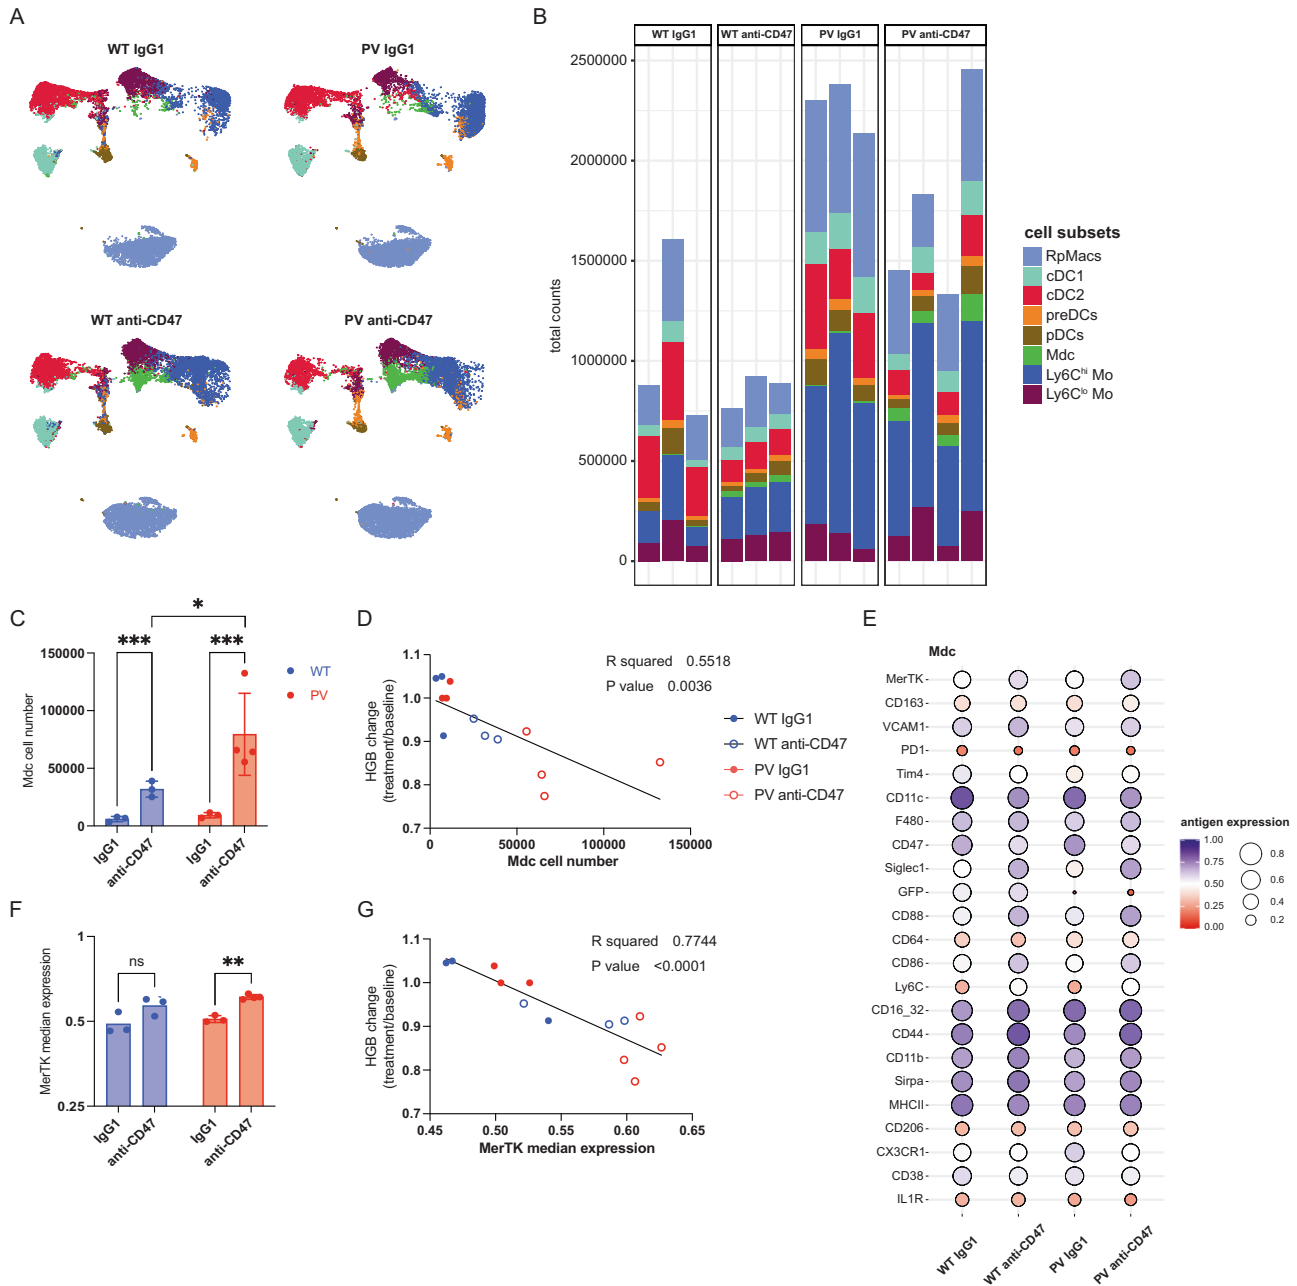 A
WT IgG1
PV IgG1
WT anti-CD47
PV anti-CD47
B
WT IgG1
WT anti-CD47
PV IgG1
PV anti-CD47
2500000
2000000
1500000
1000000
500000
0
total counts
cell subsets
RpMacs
cDC1
cDC2
preDCs
pDCs
Mdc
Ly6Chi Mo
Ly6Clo Mo
C
*
***
***
150000
100000
50000
0
Mdc cell number
IgG1
anti-CD47
IgG1
anti-CD47
WT
PV
D
R squared 0.5518
P value 0.0036
1.1
1.0
0.9
0.8
0.7
HGB change
(treatment/baseline)
0
50000
100000
150000
Mdc cell number
WT IgG1
WT anti-CD47
PV IgG1
PV anti-CD47
E
Mdc
MerTK
CD163
VCAM1
PD1
Tim4
CD11c
F480
CD47
Siglec1
GFP
CD88
CD64
CD86
Ly6C
CD16_32
CD44
CD11b
Sirpa
MHCII
CD206
CX3CR1
CD38
IL1R
WT IgG1
WT anti-CD47
PV IgG1
PV anti-CD47
antigen expression
1.00
0.75
0.50
0.25
0.00
0.8
0.6
0.4
0.2
F
ns
**
1
0.5
0.25
MerTK median expression
IgG1
anti-CD47
IgG1
anti-CD47
G
R squared 0.7744
P value <0.0001
1.1
1.0
0.9
0.8
0.7
HGB change
(treatment/baseline)
0.45
0.50
0.55
0.60
0.65
MerTK median expression